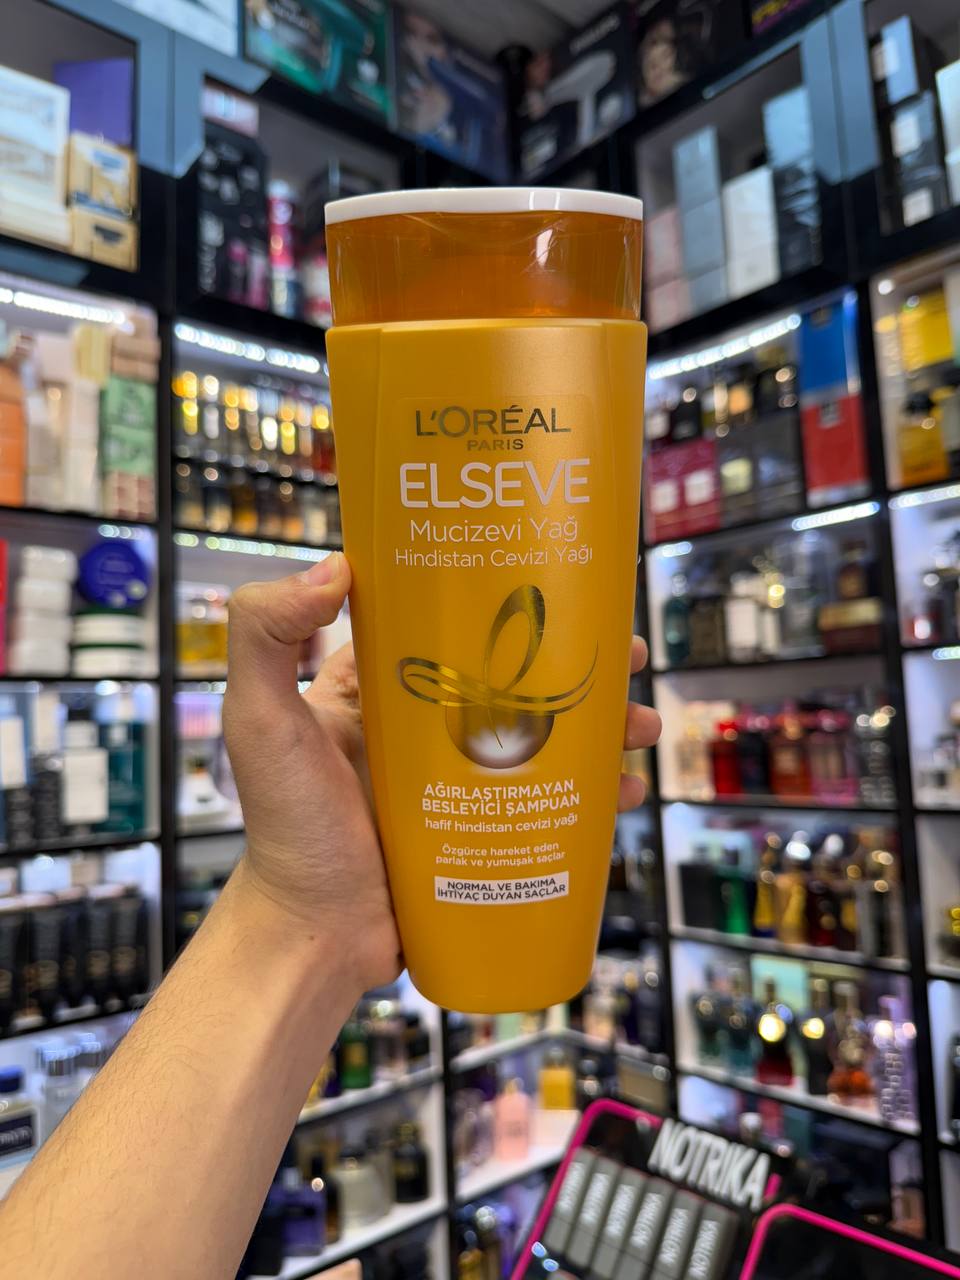 L'ORÉAL
PARIS
ELSEVE
Mucizevi Yağ
Hindistan Cevizi Yağı
AĞIRLAŞTIRMAYAN
BESLEYİCİ ŞAMPUAN
hafif hindistan cevizi yağı
Özgürce hareket eden
parlak ve yumuşak saçlar
NORMAL VE BAKIMA
İHTİYAÇ DUYAN SAÇLAR
NOTRIKA